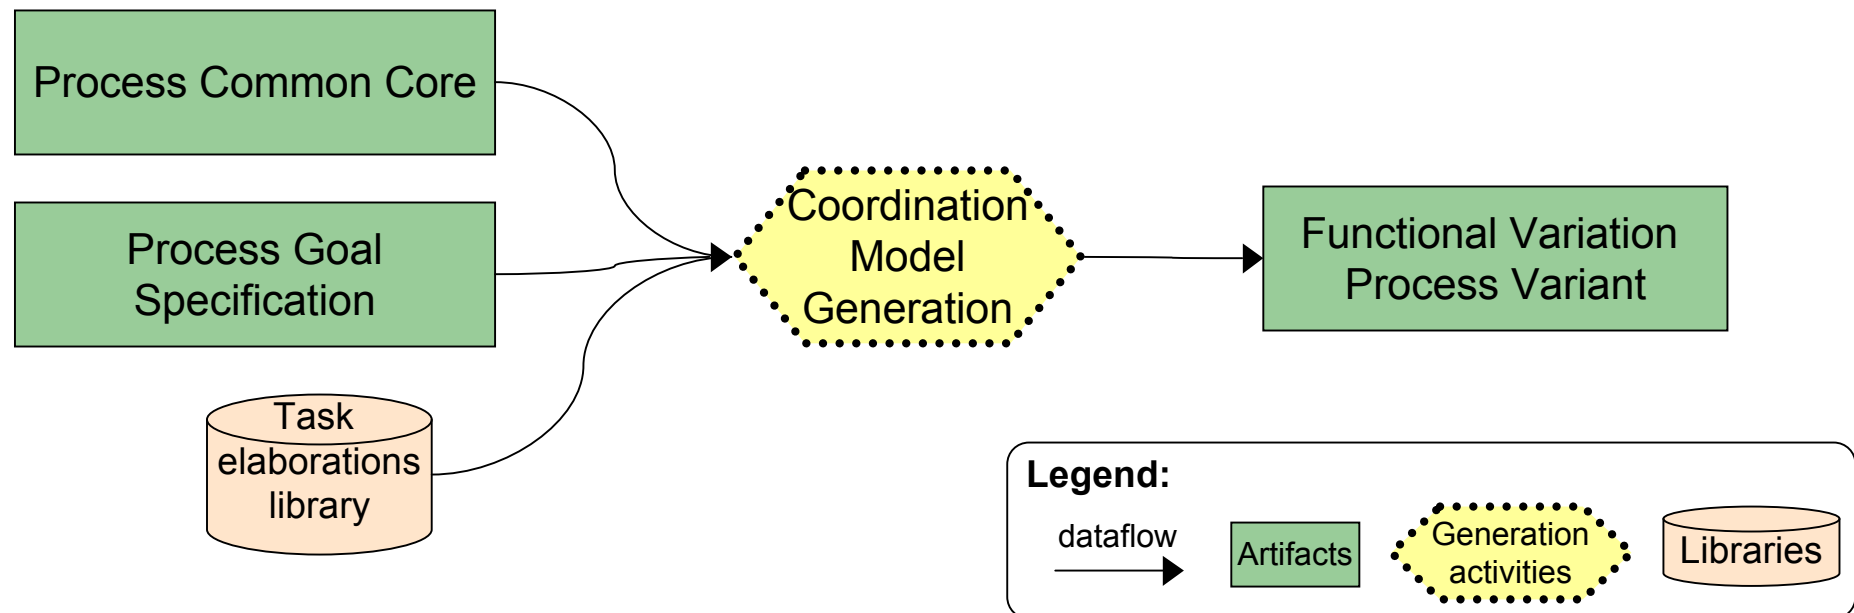 Process Common Core
Process Goal
Specification
Task
elaborations
library
Coordination
Model
Generation
Functional Variation
Process Variant
Legend:
dataflow
Artifacts
Generation
activities
Libraries